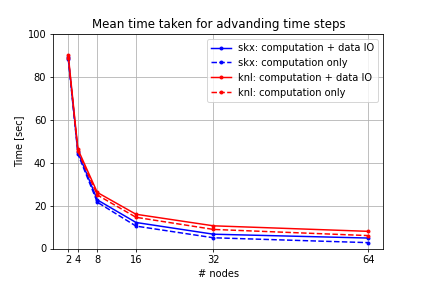 Mean time taken for advanding time steps
100
80
60
40
20
0
Time [sec]
skx: computation + data IO
skx: computation only
knl: computation + data IO
knl: computation only
2 4 8 16 32 64
# nodes